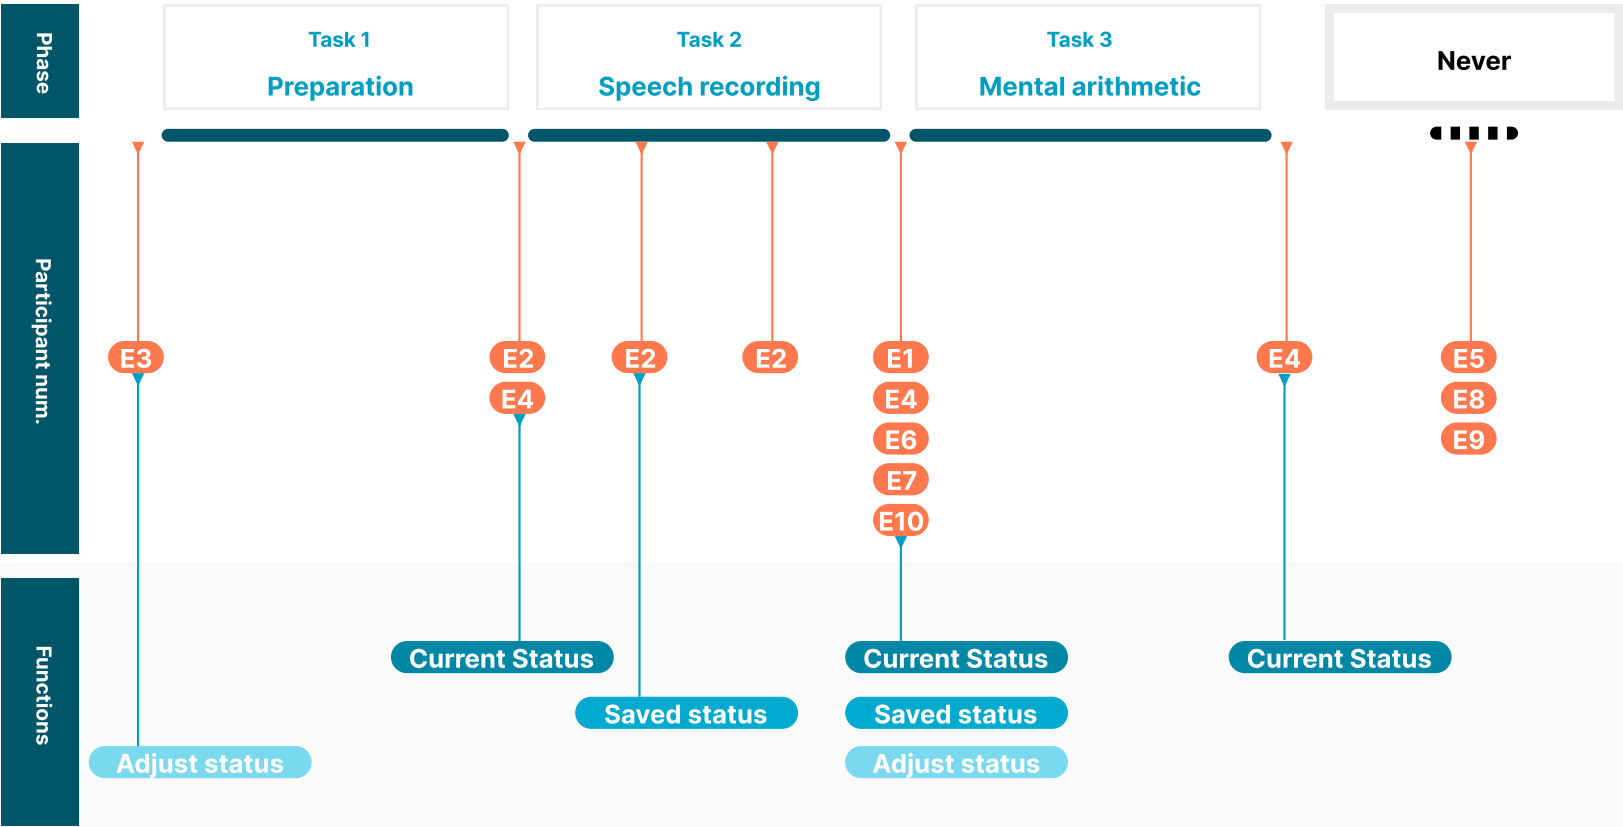 Phase
Task 1
Preparation
Task 2
Speech recording
Task 3
Mental arithmetic
Never
Participant num.
E3
E2
E4
E2
E2
E1
E4
E6
E7
E10
E4
E5
E8
E9
Functions
Current Status
Current Status
Current Status
Saved status
Saved status
Adjust status
Adjust status